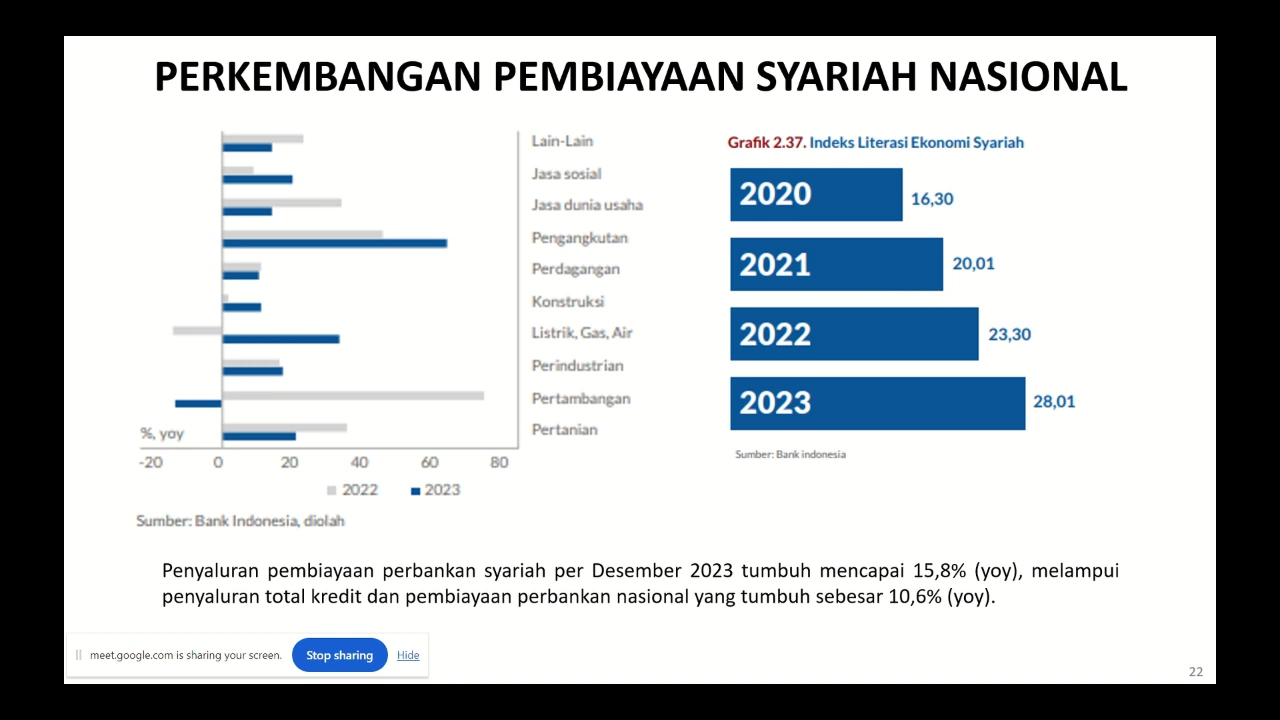 PERKEMBANGAN PEMBIAYAAN SYARIAH NASIONAL
Lain-Lain
Jasa sosial
Jasa dunia usaha
Pengangkutan
Perdagangan
Konstruksi
Listrik, Gas, Air
Perindustrian
Pertambangan
Pertanian
%, yoy
-20 0 20 40 60 80
2022 2023
Sumber: Bank Indonesia, diolah
Grafik 2.37. Indeks Literasi Ekonomi Syariah
2020 16,30
2021 20,01
2022 23,30
2023 28,01
Sumber: Bank indonesia
Penyaluran pembiayaan perbankan syariah per Desember 2023 tumbuh mencapai 15,8% (yoy), melampui
penyaluran total kredit dan pembiayaan perbankan nasional yang tumbuh sebesar 10,6% (yoy).
meet.google.com is sharing your screen. Stop sharing Hide
22